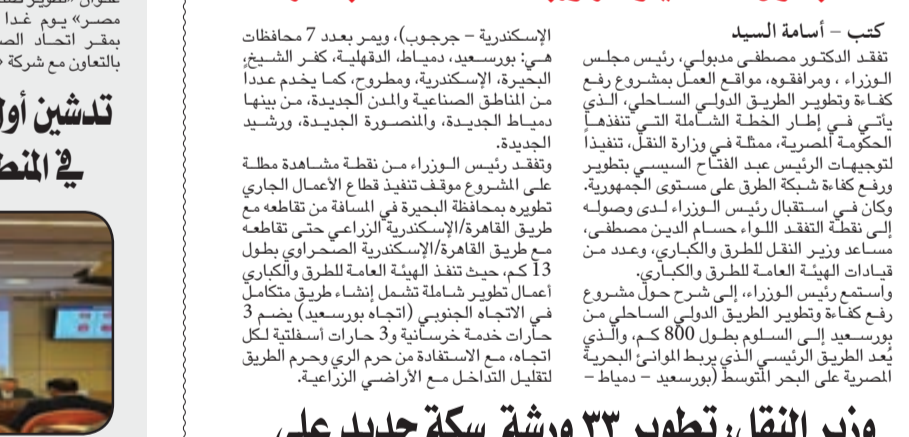 كتب – أسامة السيد
تفقد الدكتور مصطفى مدبولي، رئيس مجلس
الوزراء ، ومرافقوه، مواقع العمل بمشروع رفع
كفاءة وتطوير الطريق الدولي الساحلي، الذي
يأتي في إطار الخطة الشاملة التي تنفذها
الحكومة المصرية، ممثلة في وزارة النقل، تنفيذاً
لتوجيهات الرئيس عبد الفتاح السيسي بتطوير
ورفع كفاءة شبكة الطرق على مستوى الجمهورية.
وكان في استقبال رئيس الوزراء لدى وصوله
إلى نقطة التفقد اللواء حسام الدين مصطفى،
مساعد وزير النقل للطرق والكباري، وعدد من
قيادات الهيئة العامة للطرق والكباري.
واستمع رئيس الوزراء، إلى شرح حول مشروع
رفع كفاءة وتطوير الطريق الدولي الساحلي من
بورسعيد إلى السلوم بطول 800 كم، والذي
يُعد الطريق الرئيسي الذي يربط الموانئ البحرية
المصرية على البحر المتوسط (بورسعيد – دمياط –
الإسكندرية – جرجوب)، ويمر بعدد 7 محافظات
هي: بورسعيد، دمياط، الدقهلية، كفر الشيخ،
البحيرة، الإسكندرية، ومطروح، كما يخدم عدداً
من المناطق الصناعية والمدن الجديدة، من بينها
دمياط الجديدة، والمنصورة الجديدة، ورشيد
الجديدة.
وتفقد رئيس الوزراء من نقطة مشاهدة مطلة
على المشروع موقف تنفيذ قطاع الأعمال الجاري
تطويره بمحافظة البحيرة في المسافة من تقاطعه مع
طريق القاهرة/الإسكندرية الزراعي حتى تقاطعه
مع طريق القاهرة/الإسكندرية الصحراوي بطول
13 كم، حيث تنفذ الهيئة العامة للطرق والكباري
أعمال تطوير شاملة تشمل إنشاء طريق متكامل
في الاتجاه الجنوبي (اتجاه بورسعيد) يضم 3
حارات خدمة خرسانية و3 حارات أسفلتية لكل
اتجاه، مع الاستفادة من حرم الري وحرم الطريق
لتقليل التداخل مع الأراضي الزراعية.
وزير النقل: تطوير ٣٣ ورشة سكة حديد على
مصر» يوم غدا
بمقر اتحاد الص
بالتعاون مع شركة «
تدشين أول
في المنط